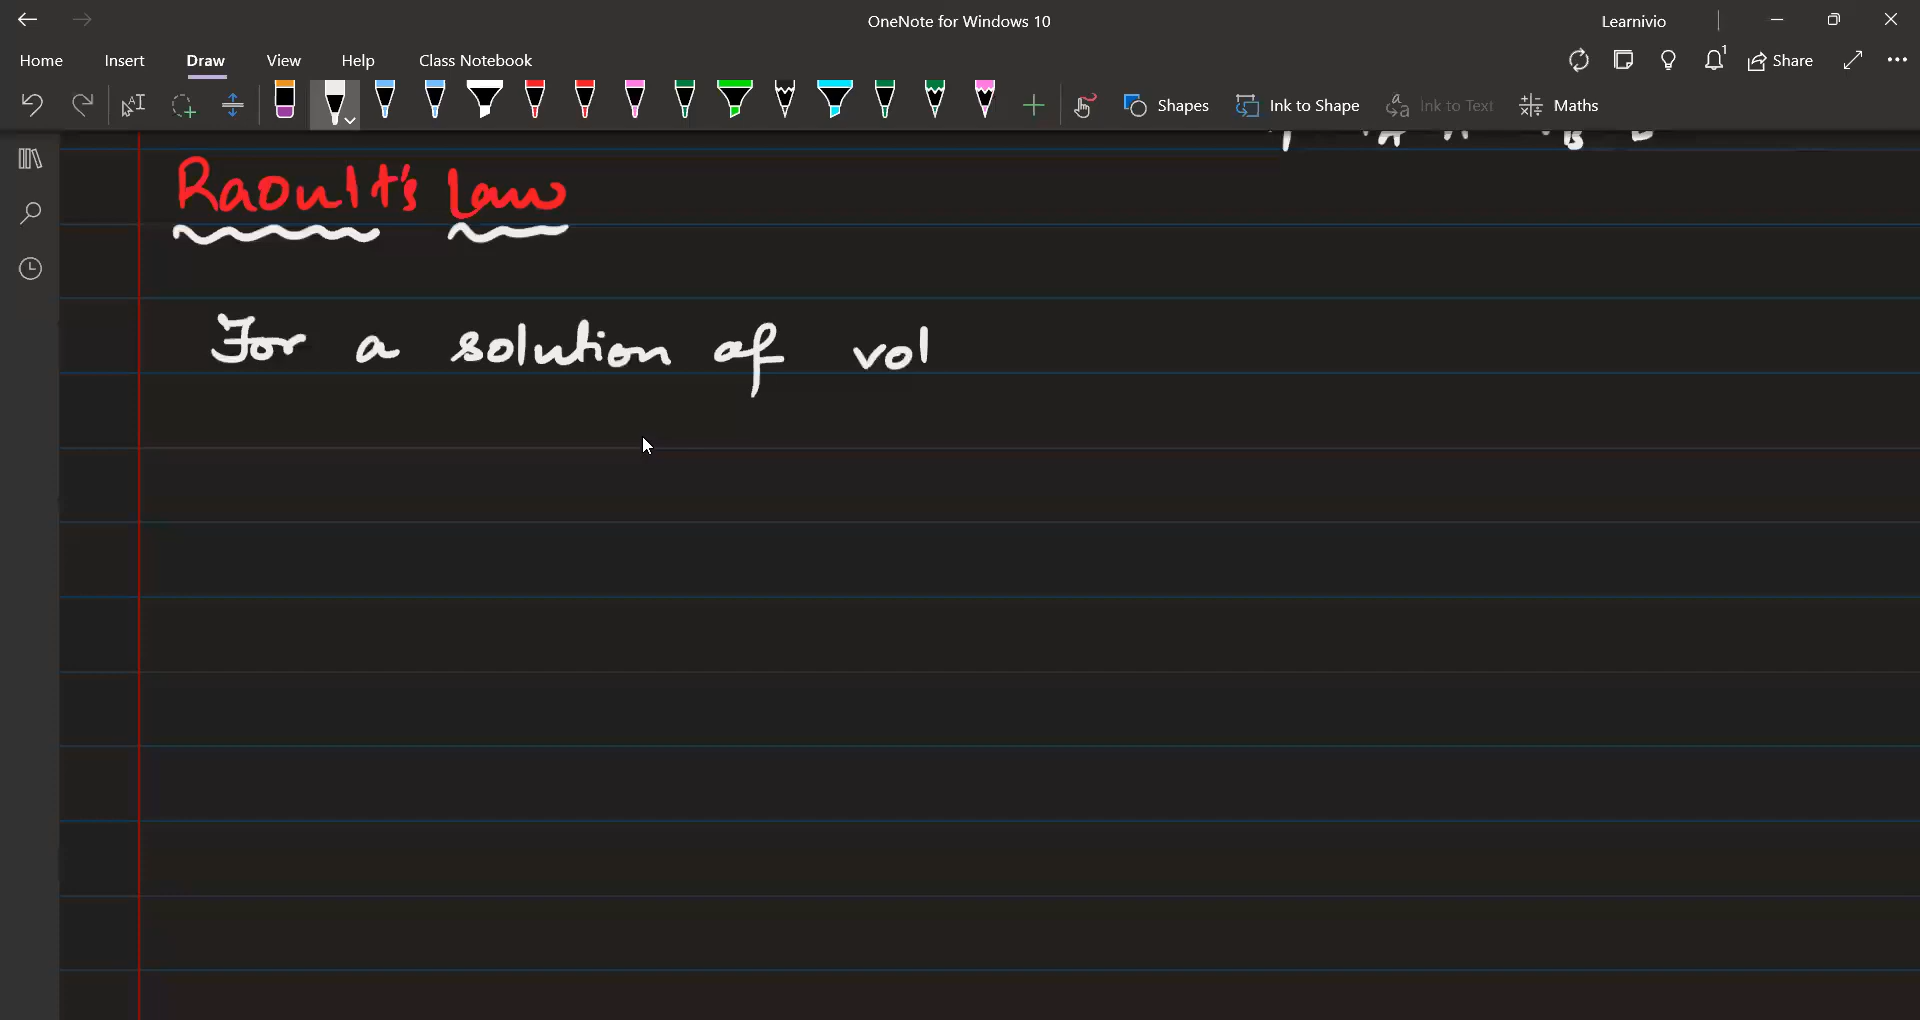 OneNote for Windows 10
Learnivio
Home Insert Draw View Help Class Notebook
1
Share
Shapes Ink to Shape Ink to Text Maths
Raoult's Law
For a solution of vol